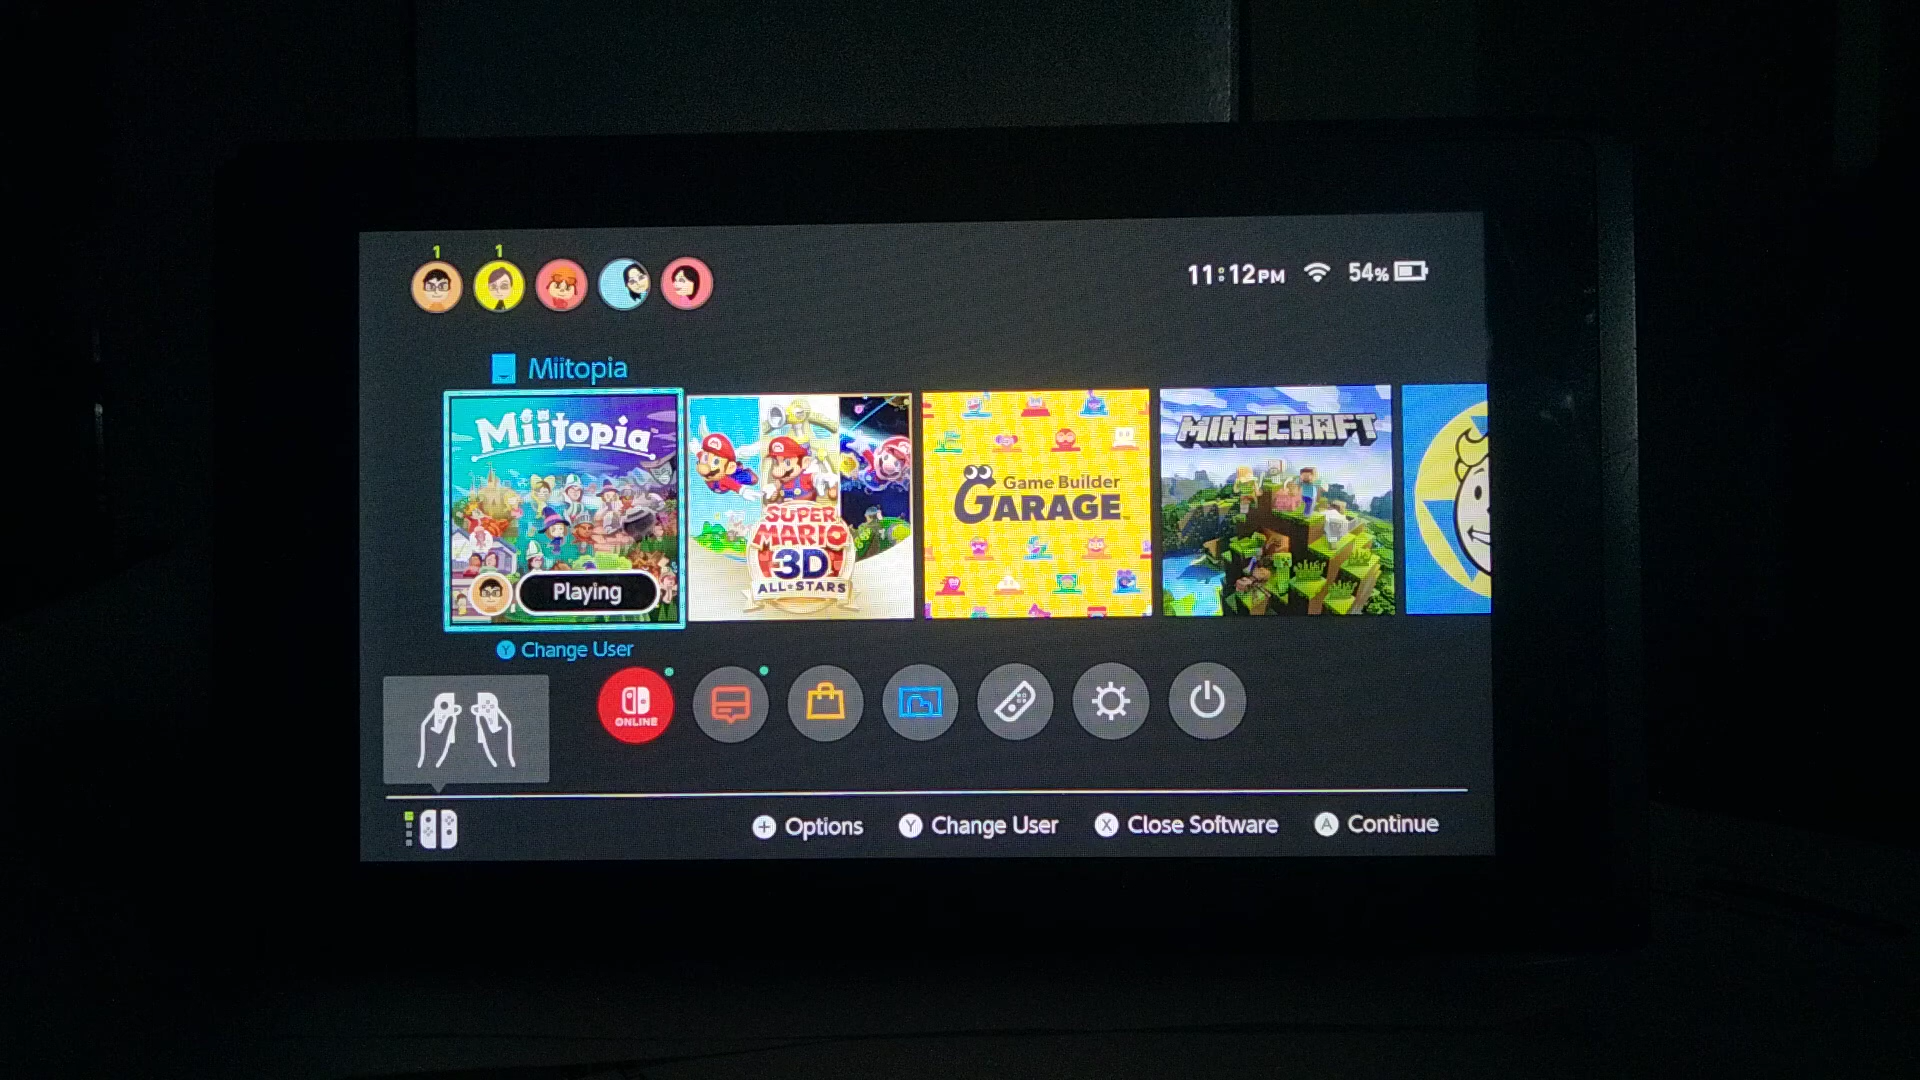 1 1
11:12PM 54%
Miitopia
Miitopia
Playing
SUPER
MARIO
3D
ALL-STARS
Game Builder
GARAGE
MINECRAFT
Y Change User
ONLINE
+ Options Y Change User X Close Software A Continue